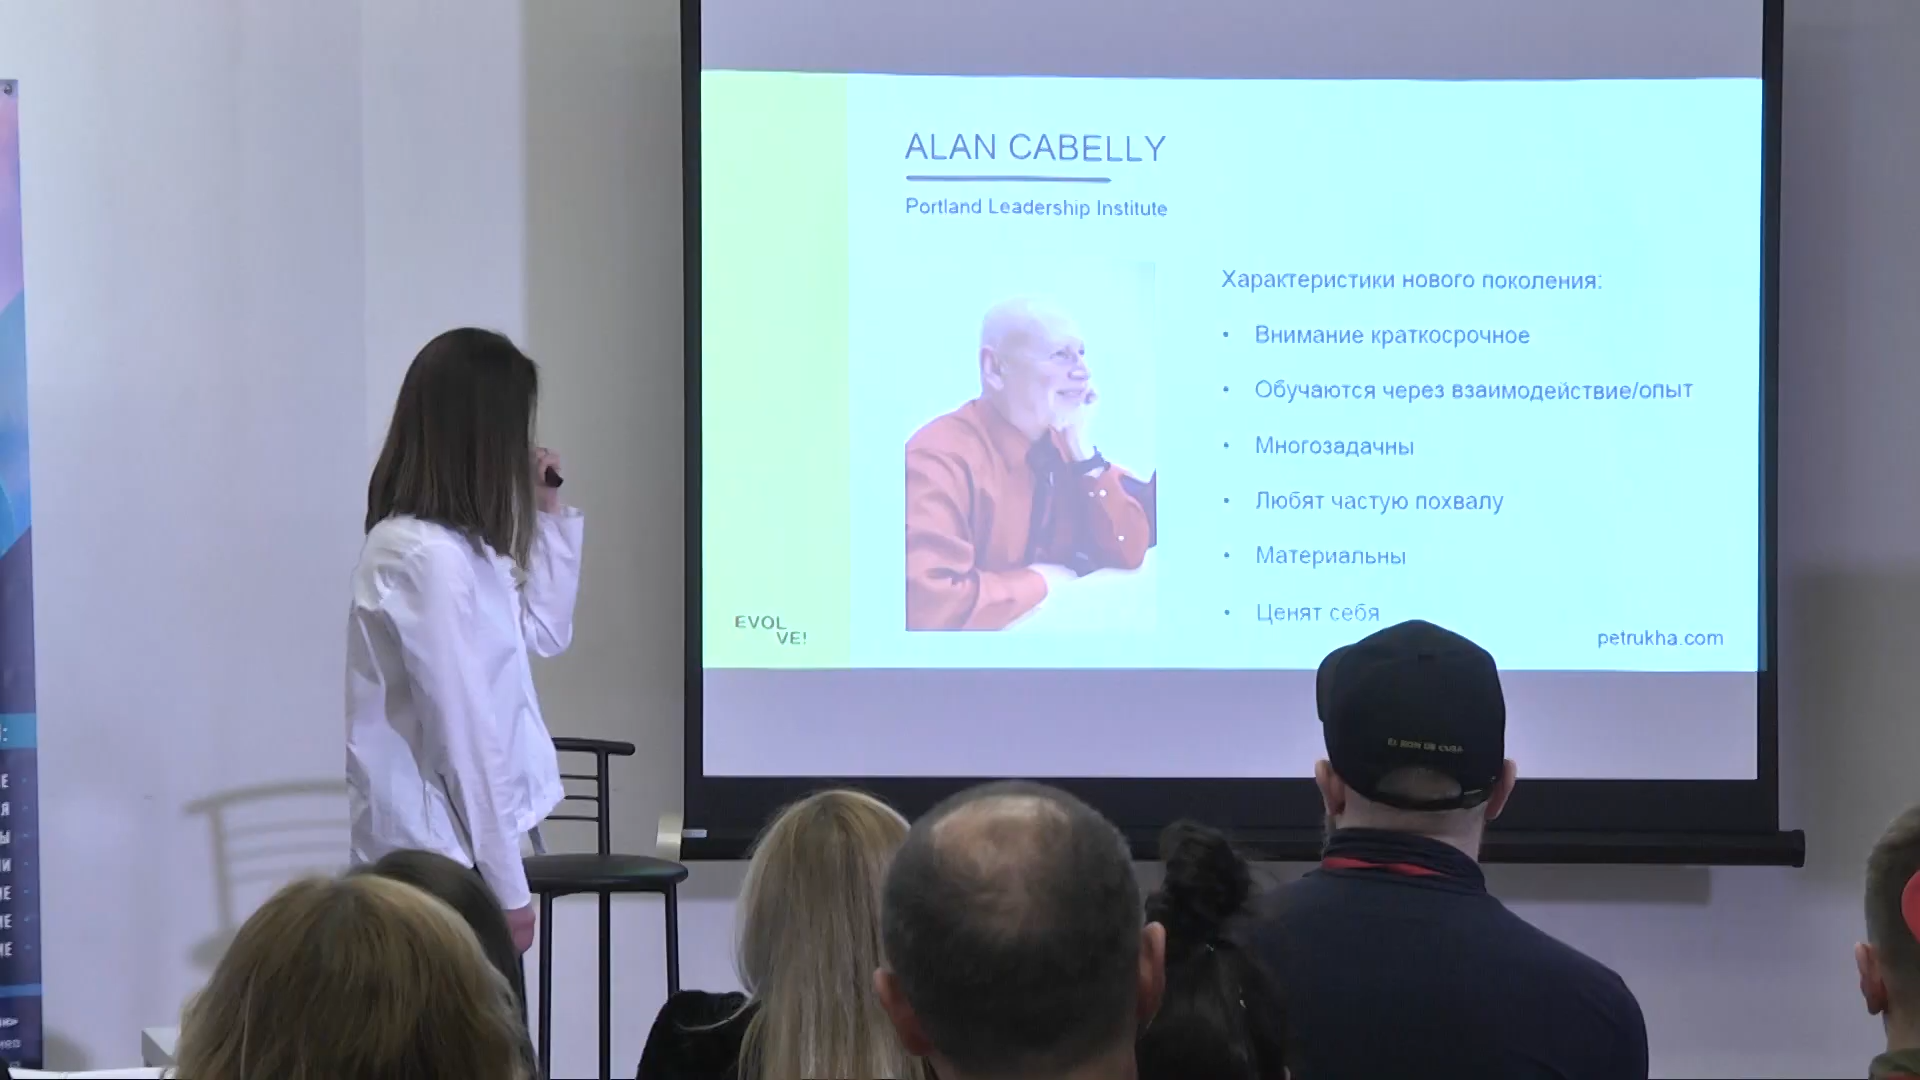 ALAN CABELLY
Portland Leadership Institute
Характеристики нового поколения:
• Внимание краткосрочное
• Обучаются через взаимодействие/опыт
• Многозадачны
• Любят частую похвалу
• Материальны
• Ценят себя
EVOL
VE!
petrukha.com